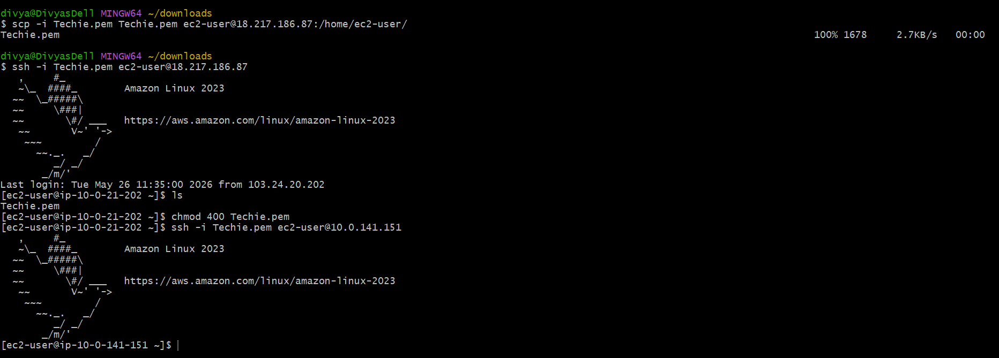 divya@DivyasDell MINGW64 ~/downloads
$ scp -i Techie.pem Techie.pem ec2-user@18.217.186.87:/home/ec2-user/
Techie.pem 100% 1678 2.7KB/s 00:00

divya@DivyasDell MINGW64 ~/downloads
$ ssh -i Techie.pem ec2-user@18.217.186.87
   ,     #_
   ~\_  ####_        Amazon Linux 2023
  ~~  \_#####\
  ~~     \###|
  ~~       \#/ ___   https://aws.amazon.com/linux/amazon-linux-2023
   ~~       V~' '->
    ~~~         /
      ~~._.   _/
         _/ _/
       _/m/'
Last login: Tue May 26 11:35:00 2026 from 103.24.20.202
[ec2-user@ip-10-0-21-202 ~]$ ls
Techie.pem
[ec2-user@ip-10-0-21-202 ~]$ chmod 400 Techie.pem
[ec2-user@ip-10-0-21-202 ~]$ ssh -i Techie.pem ec2-user@10.0.141.151
   ,     #_
   ~\_  ####_        Amazon Linux 2023
  ~~  \_#####\
  ~~     \###|
  ~~       \#/ ___   https://aws.amazon.com/linux/amazon-linux-2023
   ~~       V~' '->
    ~~~         /
      ~~._.   _/
         _/ _/
       _/m/'
[ec2-user@ip-10-0-141-151 ~]$